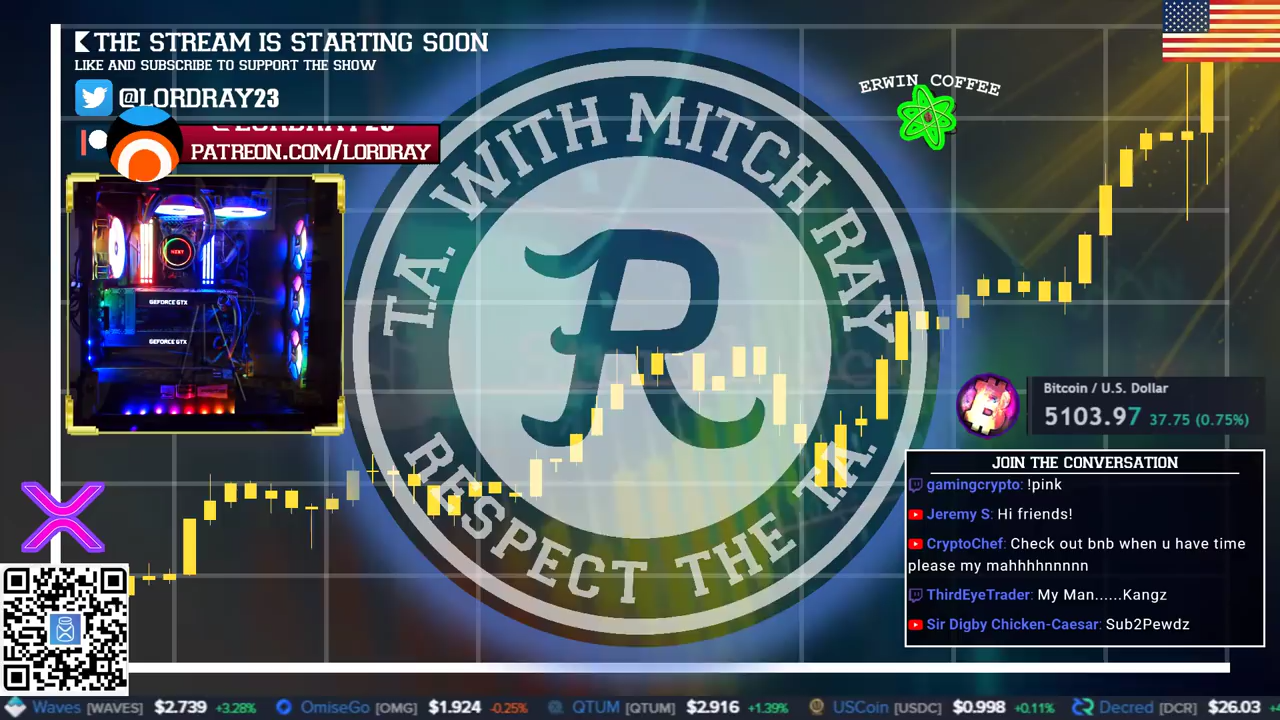 THE STREAM IS STARTING SOON
LIKE AND SUBSCRIBE TO SUPPORT THE SHOW
@LORDRAY23
@LORDRAY23
PATREON.COM/LORDRAY
ERWIN COFFEE
T.A. WITH MITCH RAY
R
RESPECT THE T.A.
NZXT
GEFORCE GTX
GEFORCE GTX
Bitcoin / U.S. Dollar
5103.97 37.75 (0.75%)
JOIN THE CONVERSATION
gamingcrypto: !pink
Jeremy S: Hi friends!
CryptoChef: Check out bnb when u have time
please my mahhhhnnnnn
ThirdEyeTrader: My Man......Kangz
Sir Digby Chicken-Caesar: Sub2Pewdz
Waves [WAVES] $2.739 +3.28% OmiseGo [OMG] $1.924 -0.25% QTUM [QTUM] $2.916 +1.39% USCoin [USDC] $0.998 +0.11% Decred [DCR] $26.03